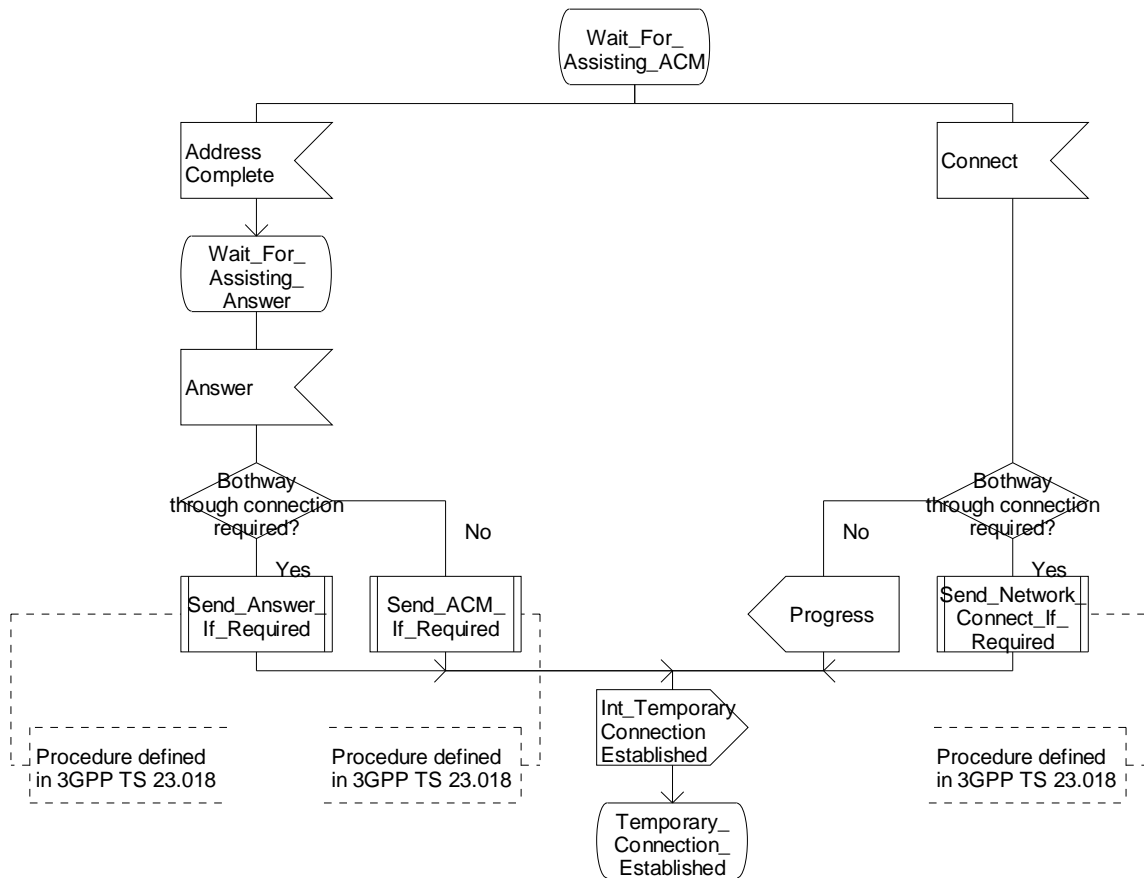 Wait_For_
Assisting_ACM
Address
Complete
Connect
Wait_For_
Assisting_
Answer
Answer
Bothway
through connection
required?
Bothway
through connection
required?
No
No
Yes
Yes
Send_Answer_
If_Required
Send_ACM_
If_Required
Progress
Send_Network_
Connect_If_
Required
Int_Temporary
Connection
Established
Procedure defined
in 3GPP TS 23.018
Procedure defined
in 3GPP TS 23.018
Procedure defined
in 3GPP TS 23.018
Temporary_
Connection_
Established